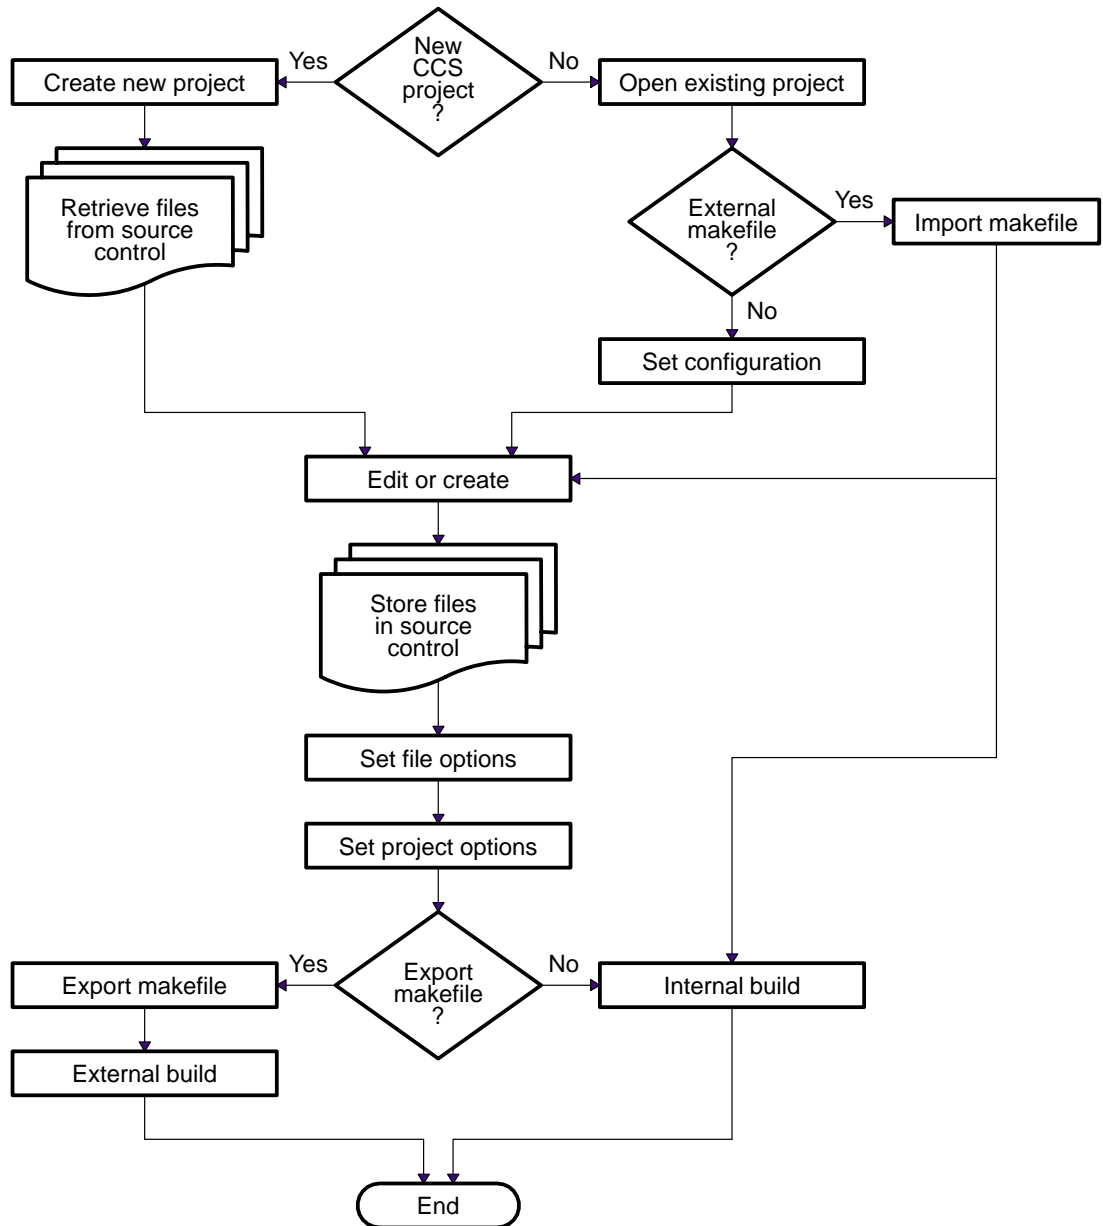 New
CCS
project
?
Yes
No
Create new project
Open existing project
Retrieve files
from source
control
External
makefile
?
Yes
Import makefile
No
Set configuration
Edit or create
Store files
in source
control
Set file options
Set project options
Export
makefile
?
Yes
No
Export makefile
Internal build
External build
End